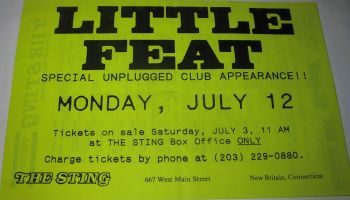 LITTLE
FEAT
SPECIAL UNPLUGGED CLUB APPEARANCE!!
MONDAY, JULY 12
Tickets on sale Saturday, JULY 3, 11 AM
at THE STING Box Office ONLY
Charge tickets by phone at (203) 229-0880.
THE STING
667 West Main Street
New Britain, Connecticut